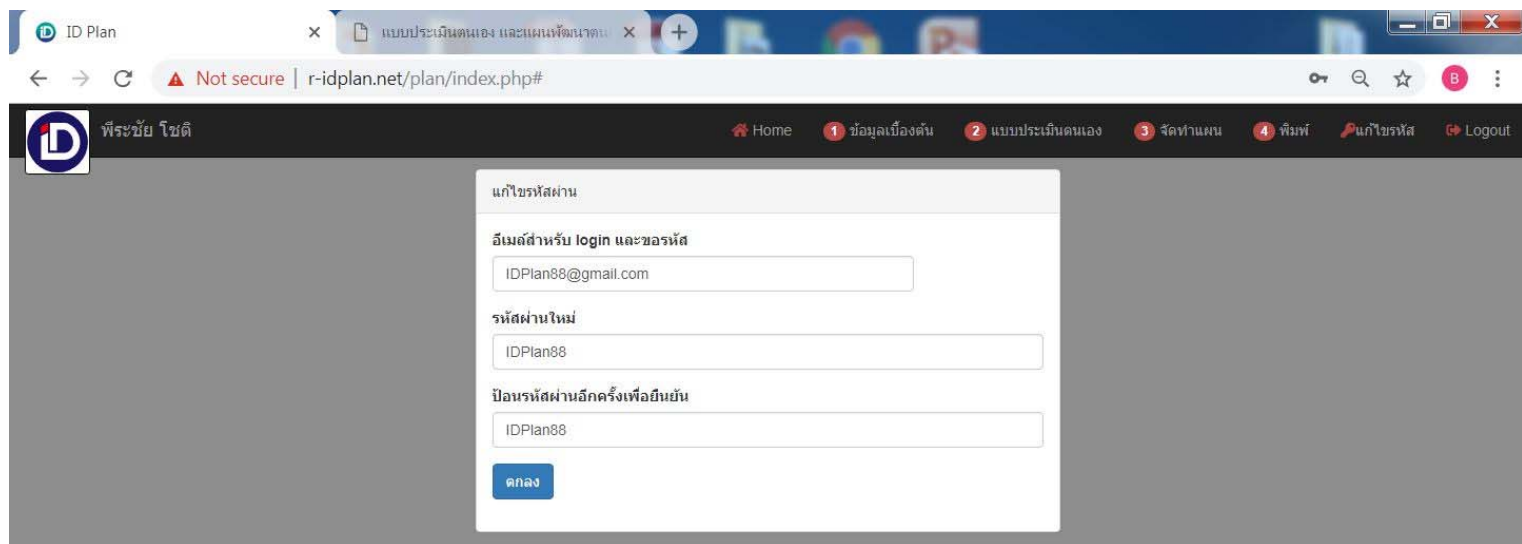 ID Plan
แบบประเมินตนเอง และแผนพัฒนาตน
Not secure | r-idplan.net/plan/index.php#
B
ID
พีระชัย โชติ
Home
1 ข้อมูลเบื้องต้น
2 แบบประเมินตนเอง
3 จัดทำแผน
4 พิมพ์
แก้ไขรหัส
Logout
แก้ไขรหัสผ่าน
อีเมล์สำหรับ login และขอรหัส
IDPlan88@gmail.com
รหัสผ่านใหม่
IDPlan88
ป้อนรหัสผ่านอีกครั้งเพื่อยืนยัน
IDPlan88
ตกลง